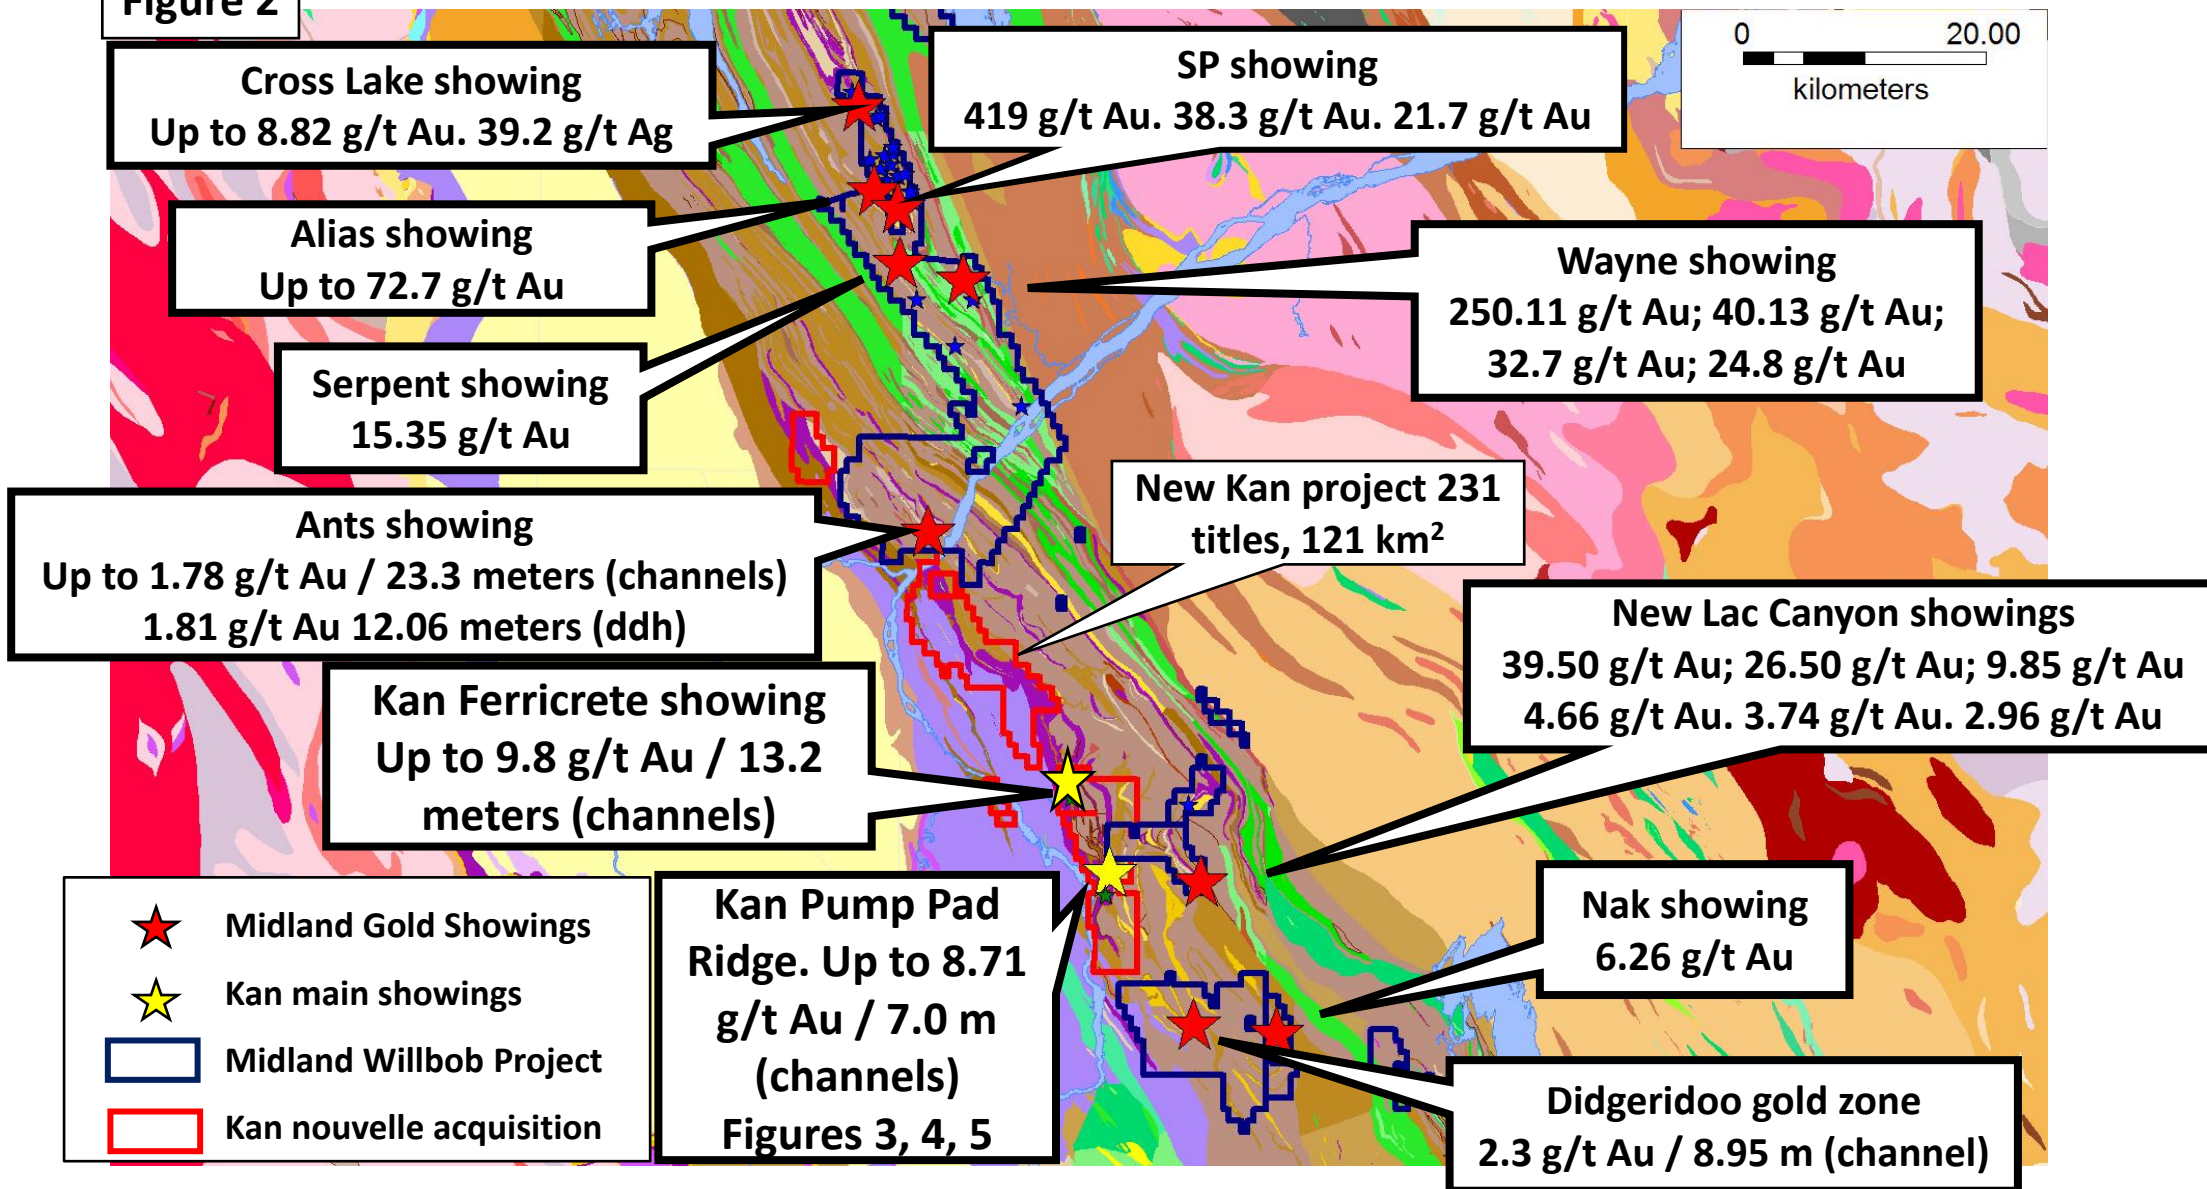 Figure 2
0 20.00
kilometers
Cross Lake showing
Up to 8.82 g/t Au. 39.2 g/t Ag
SP showing
419 g/t Au. 38.3 g/t Au. 21.7 g/t Au
Alias showing
Up to 72.7 g/t Au
Wayne showing
250.11 g/t Au; 40.13 g/t Au;
32.7 g/t Au; 24.8 g/t Au
Serpent showing
15.35 g/t Au
New Kan project 231
titles, 121 km²
Ants showing
Up to 1.78 g/t Au / 23.3 meters (channels)
1.81 g/t Au 12.06 meters (ddh)
New Lac Canyon showings
39.50 g/t Au; 26.50 g/t Au; 9.85 g/t Au
4.66 g/t Au. 3.74 g/t Au. 2.96 g/t Au
Kan Ferricrete showing
Up to 9.8 g/t Au / 13.2
meters (channels)
Kan Pump Pad
Ridge. Up to 8.71
g/t Au / 7.0 m
(channels)
Figures 3, 4, 5
Nak showing
6.26 g/t Au
Didgeridoo gold zone
2.3 g/t Au / 8.95 m (channel)
Midland Gold Showings
Kan main showings
Midland Willbob Project
Kan nouvelle acquisition